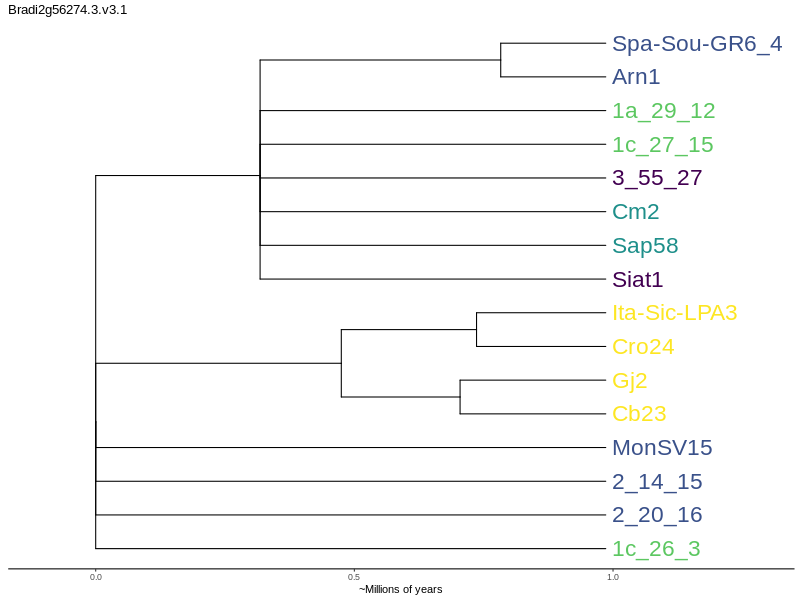 Bradi2g56274.3.v3.1
Spa-Sou-GR6_4
Arn1
1a_29_12
1c_27_15
3_55_27
Cm2
Sap58
Siat1
Ita-Sic-LPA3
Cro24
Gj2
Cb23
MonSV15
2_14_15
2_20_16
1c_26_3
0.0 0.5 1.0
~Millions of years